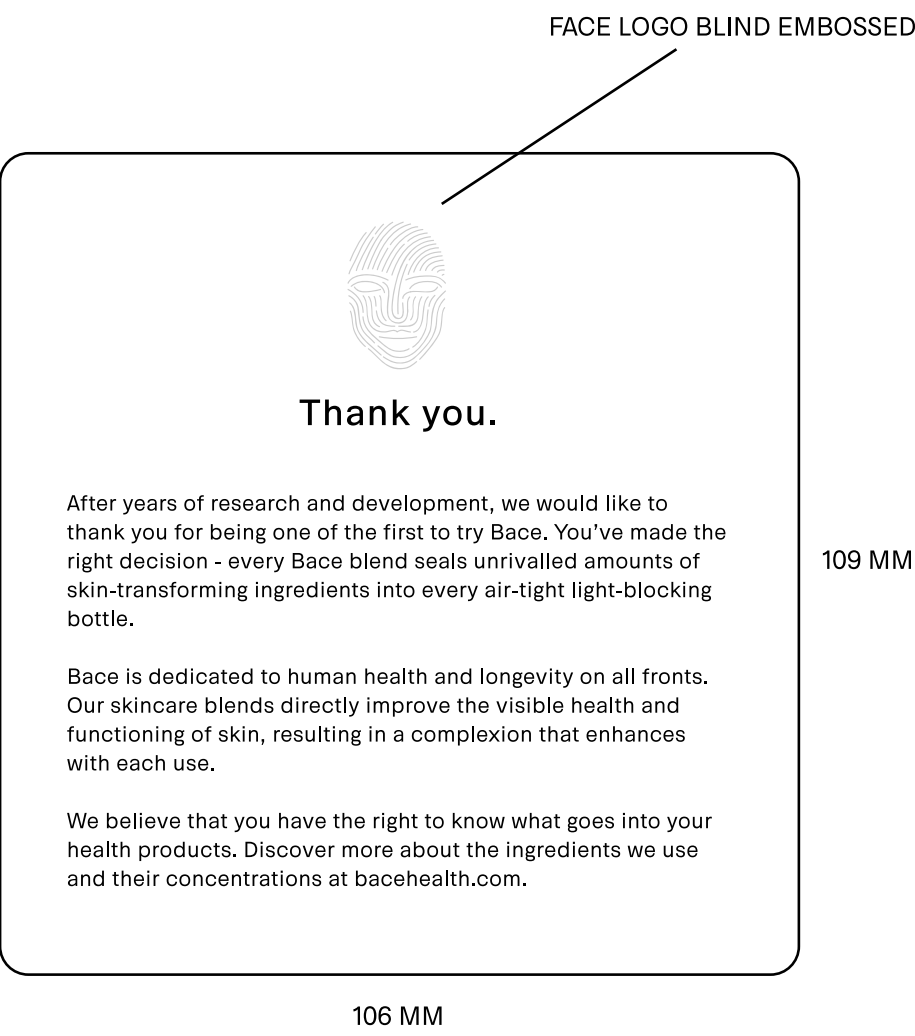 FACE LOGO BLIND EMBOSSED
Thank you.
After years of research and development, we would like to
thank you for being one of the first to try Bace. You’ve made the
right decision - every Bace blend seals unrivalled amounts of
skin-transforming ingredients into every air-tight light-blocking
bottle.
109 MM
Bace is dedicated to human health and longevity on all fronts.
Our skincare blends directly improve the visible health and
functioning of skin, resulting in a complexion that enhances
with each use.
We believe that you have the right to know what goes into your
health products. Discover more about the ingredients we use
and their concentrations at bacehealth.com.
106 MM